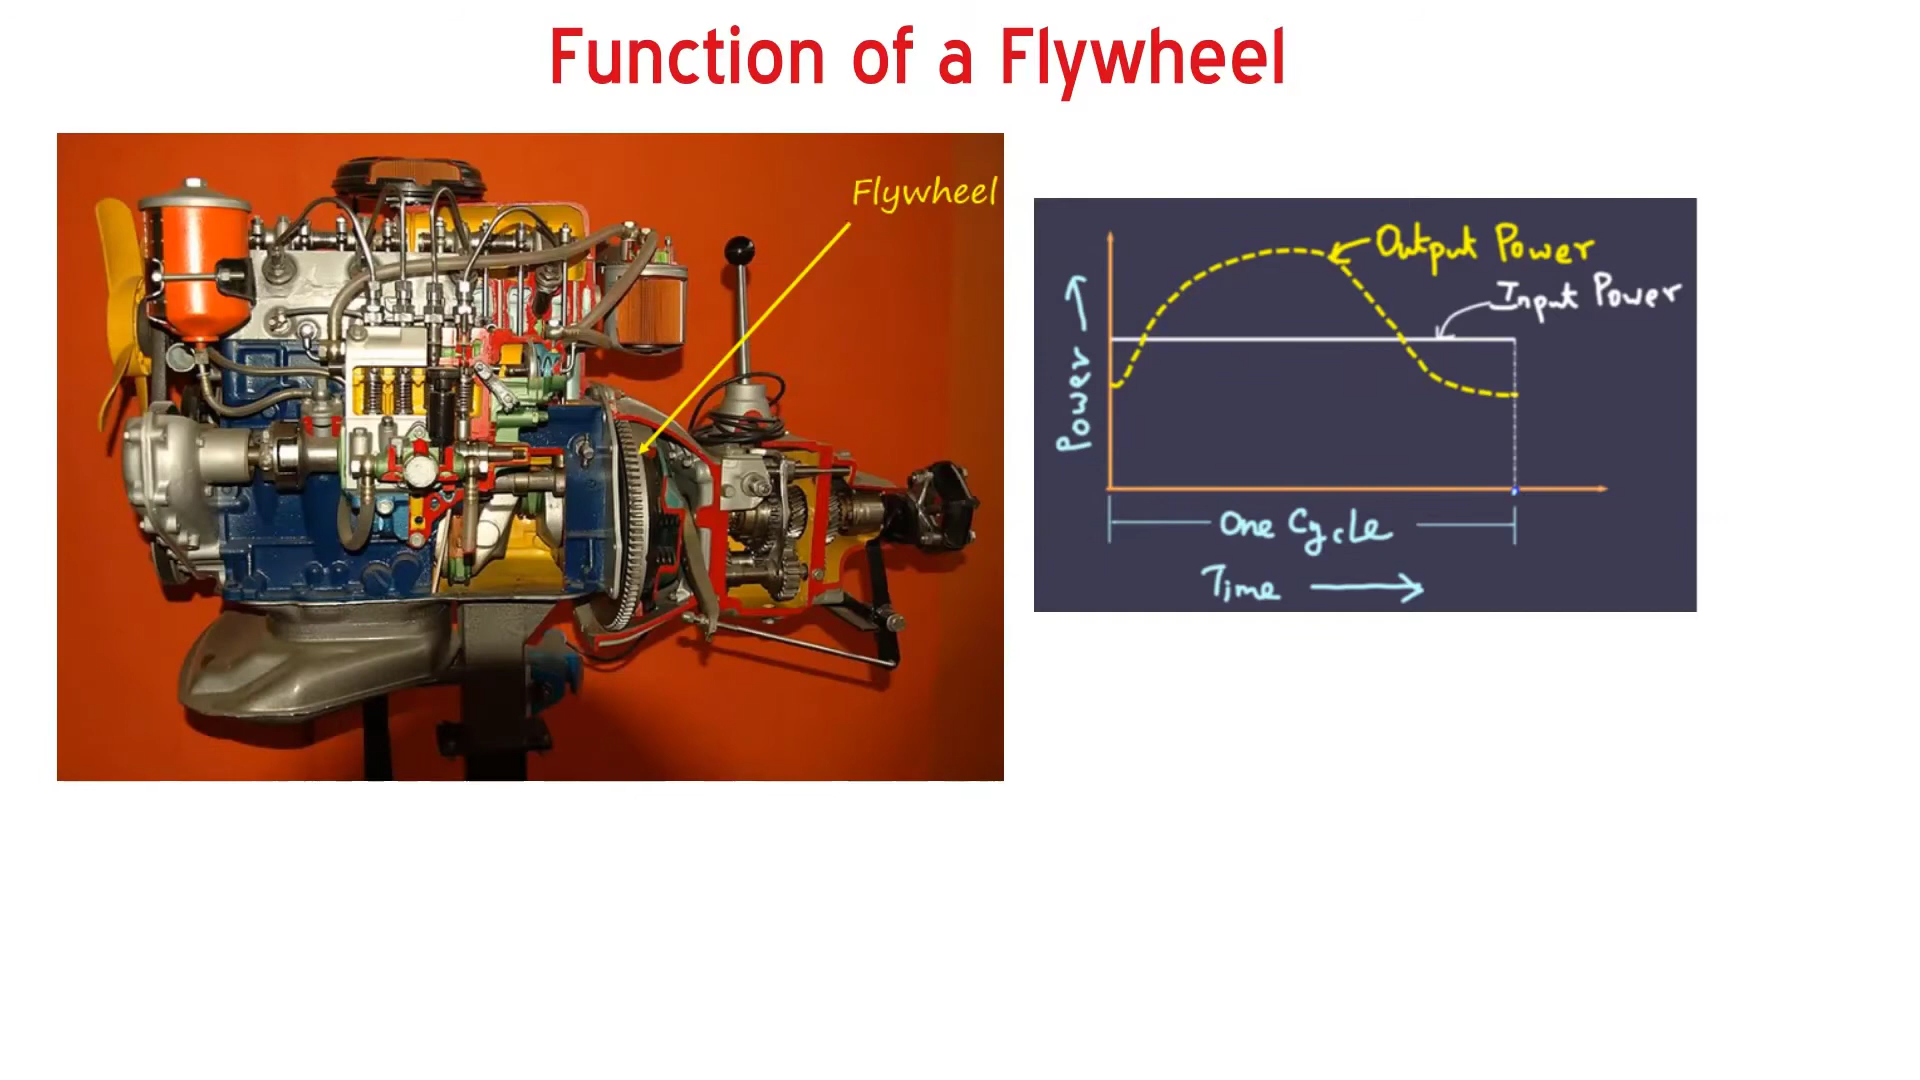 Function of a Flywheel
Flywheel
Output Power
Input Power
Power
One Cycle
Time